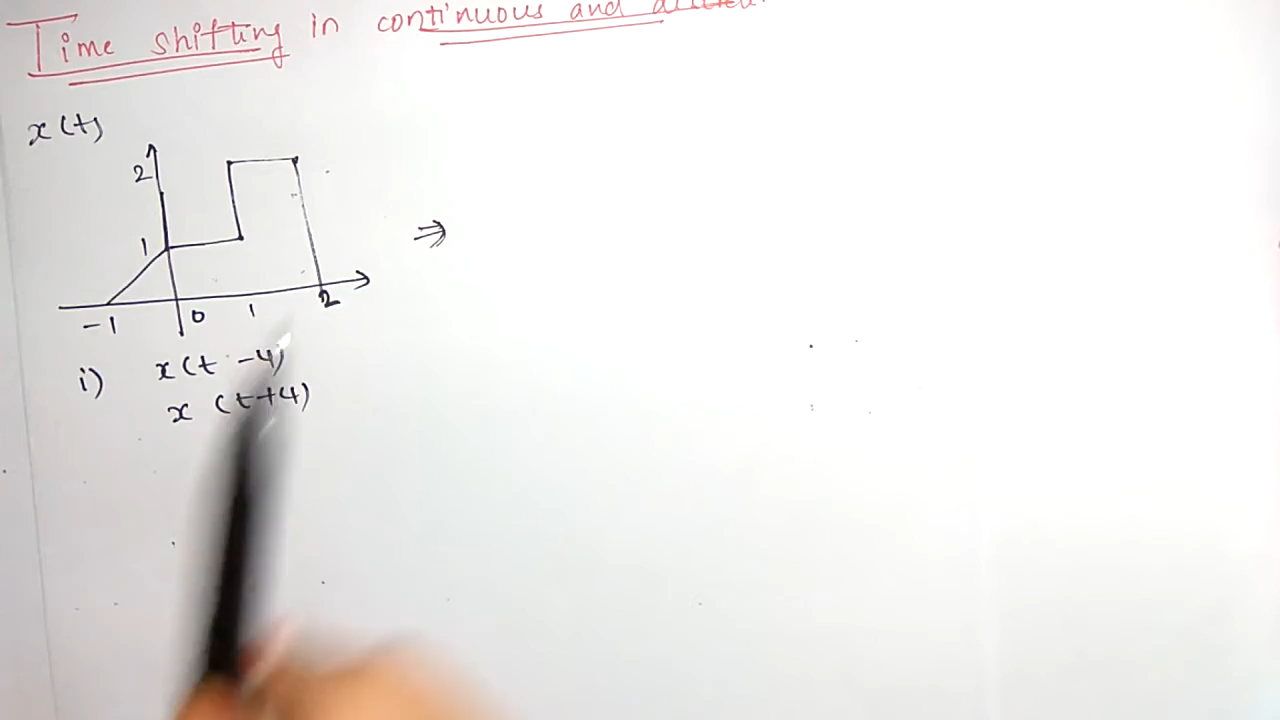 Time shifting in continuous and
x(t)
2
1
⇒
-1 0 1 2
i) x(t - 4)
x (t+4)